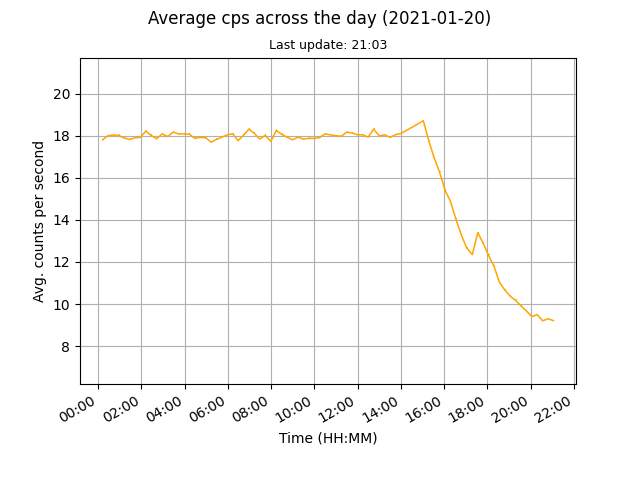 Average cps across the day (2021-01-20)
Last update: 21:03
20
18
16
14
12
10
8
Avg. counts per second
00:00 02:00 04:00 06:00 08:00 10:00 12:00 14:00 16:00 18:00 20:00 22:00
Time (HH:MM)